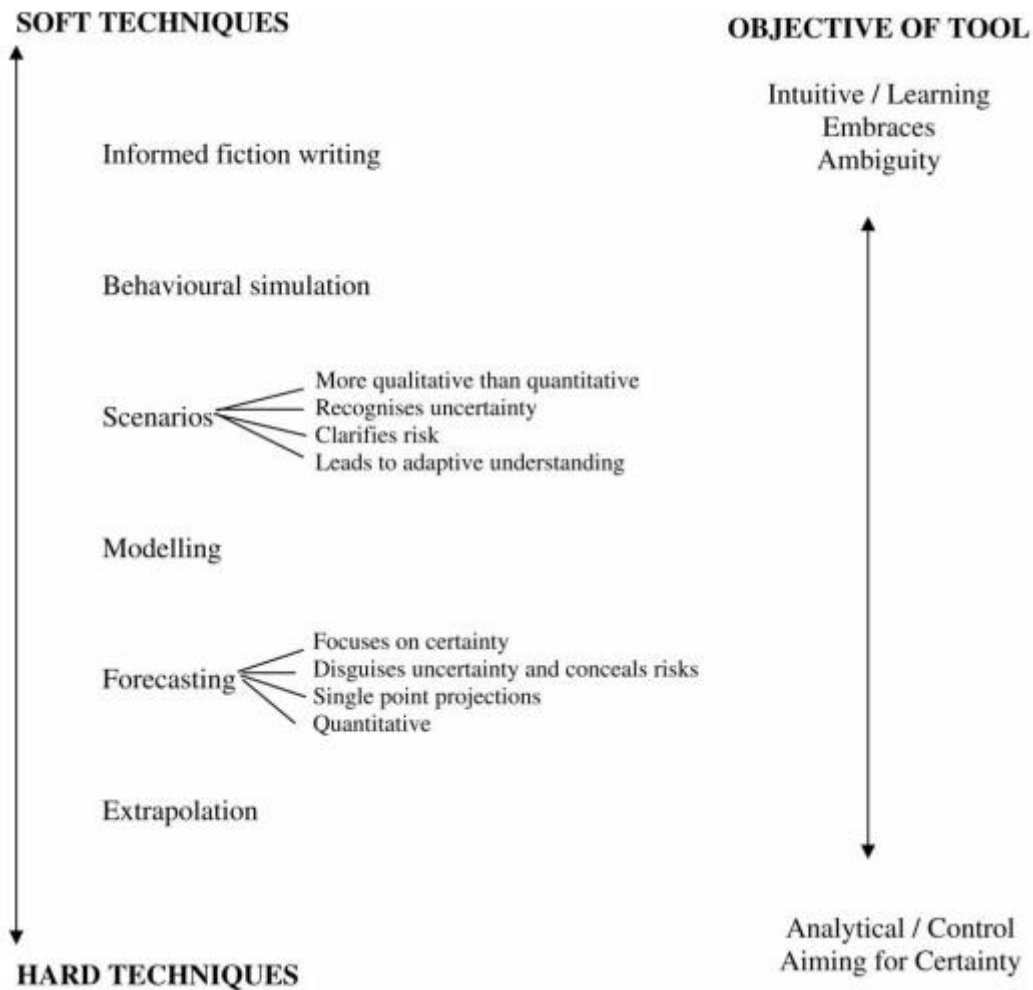 SOFT TECHNIQUES
OBJECTIVE OF TOOL
Intuitive / Learning
Embraces
Ambiguity
Informed fiction writing
Behavioural simulation
Scenarios
More qualitative than quantitative
Recognises uncertainty
Clarifies risk
Leads to adaptive understanding
Modelling
Forecasting
Focuses on certainty
Disguises uncertainty and conceals risks
Single point projections
Quantitative
Extrapolation
Analytical / Control
Aiming for Certainty
HARD TECHNIQUES